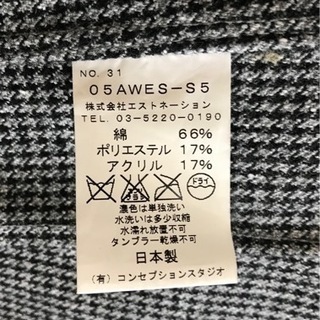 NO. 31
05AWES-S5
株式会社エストネーション
TEL. 03-5220-0190
綿 66%
ポリエステル 17%
アクリル 17%
ドライ
濃色は単独洗い
水洗いは多少収縮
水濡れ放置不可
タンブラー乾燥不可
日本製
（有）コンセプションスタジオ